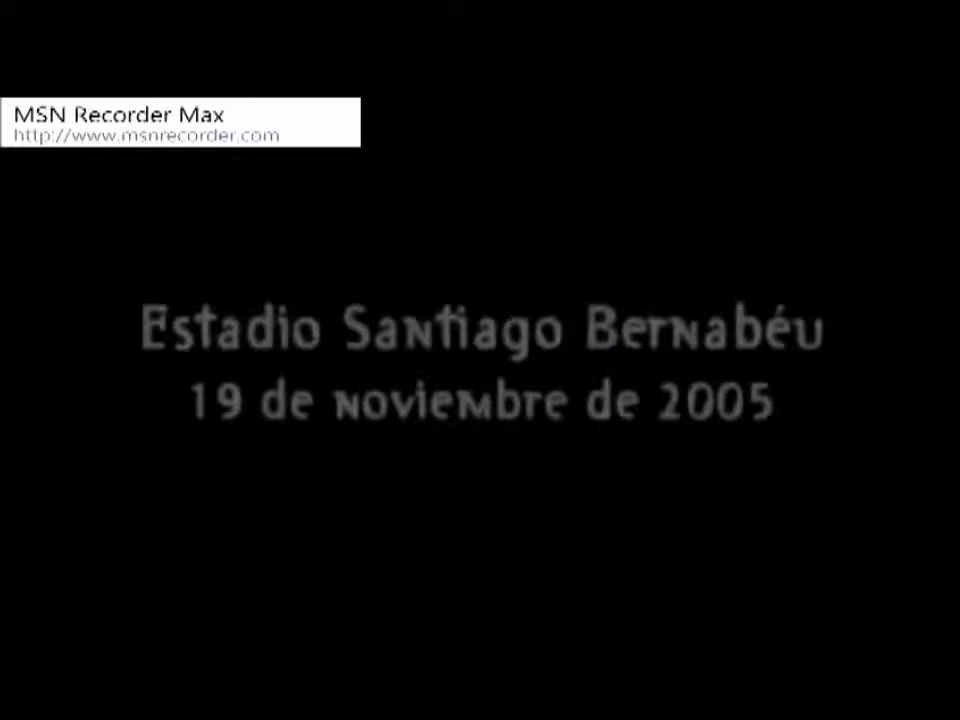 MSN Recorder Max
http://www.msnrecorder.com
Estadio Santiago Bernabéu
19 de noviembre de 2005